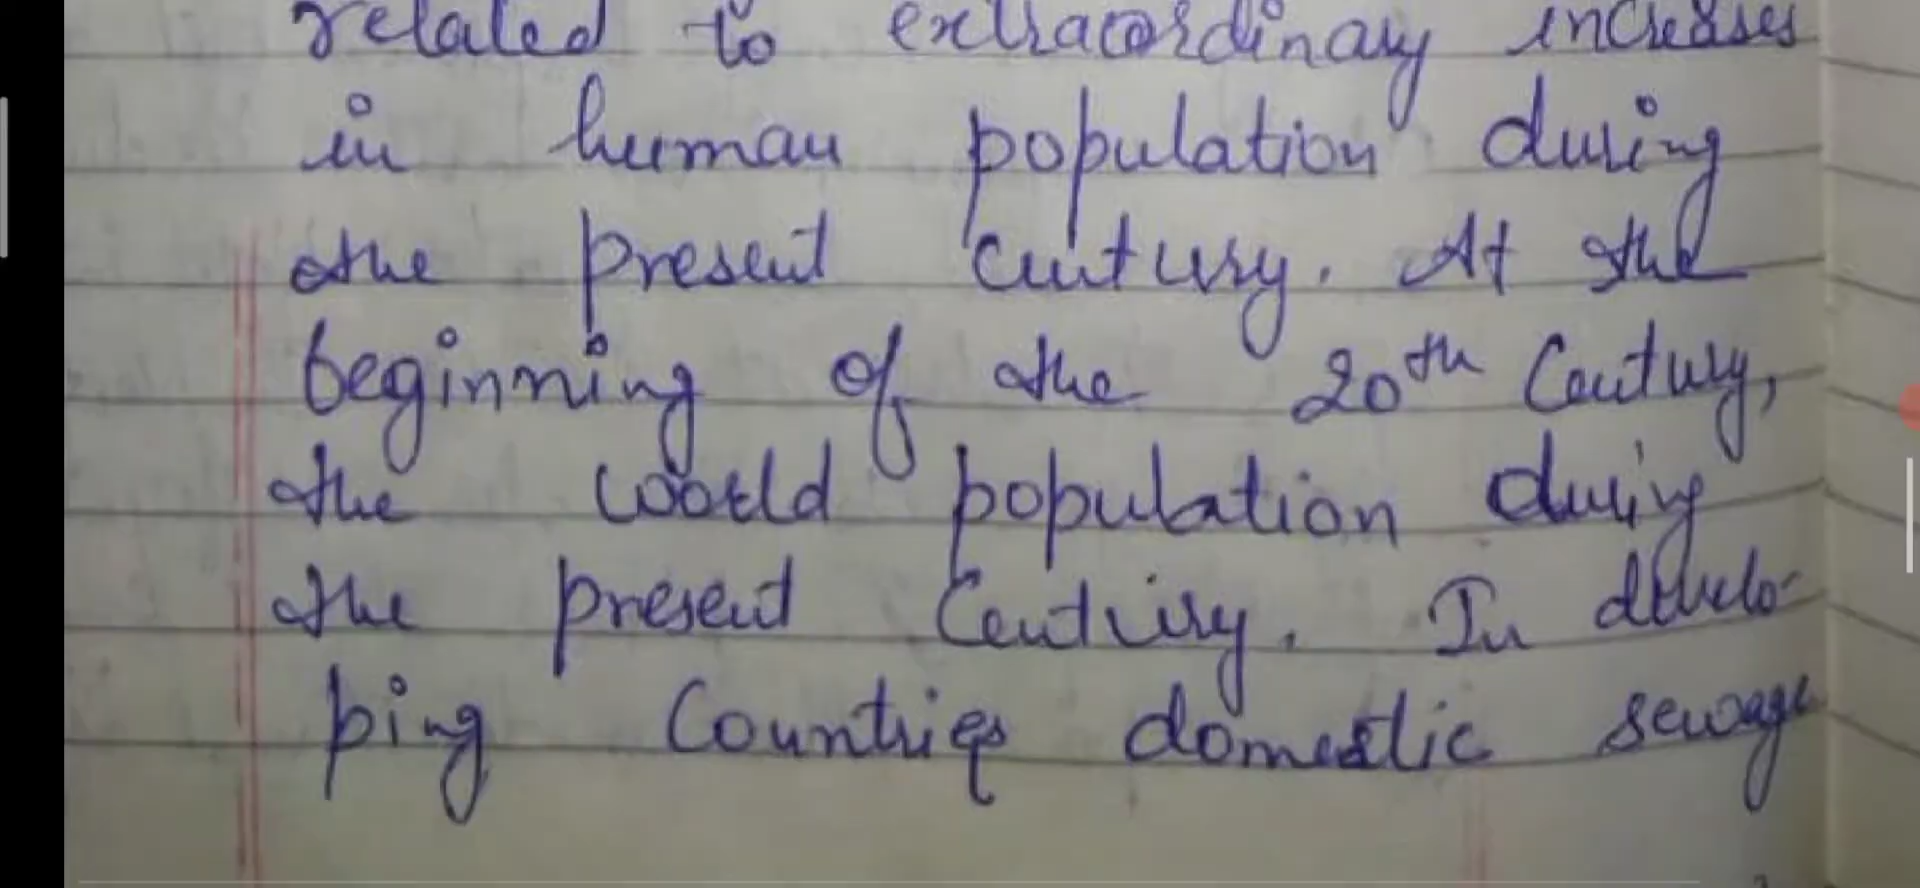 related to extraordinary increases
in human population during
the present century. At the
beginning of the 20th Century,
the world population during
the present Century. In develo-
ping Countries domestic sewage